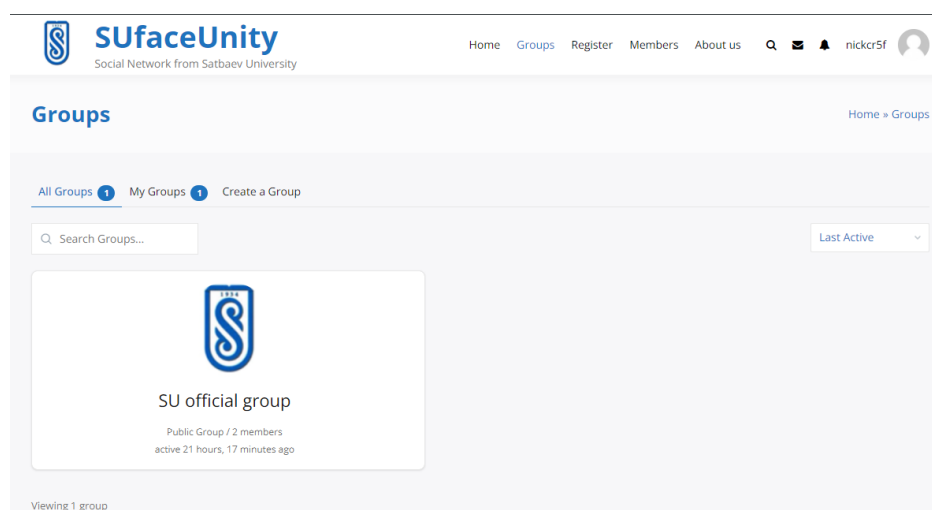 SUfaceUnity
Social Network from Satbaev University
Home Groups Register Members About us nickcr5f
Groups
Home » Groups
All Groups 1 My Groups 1 Create a Group
Search Groups...
Last Active
1934
SU official group
Public Group / 2 members
active 21 hours, 17 minutes ago
Viewing 1 group